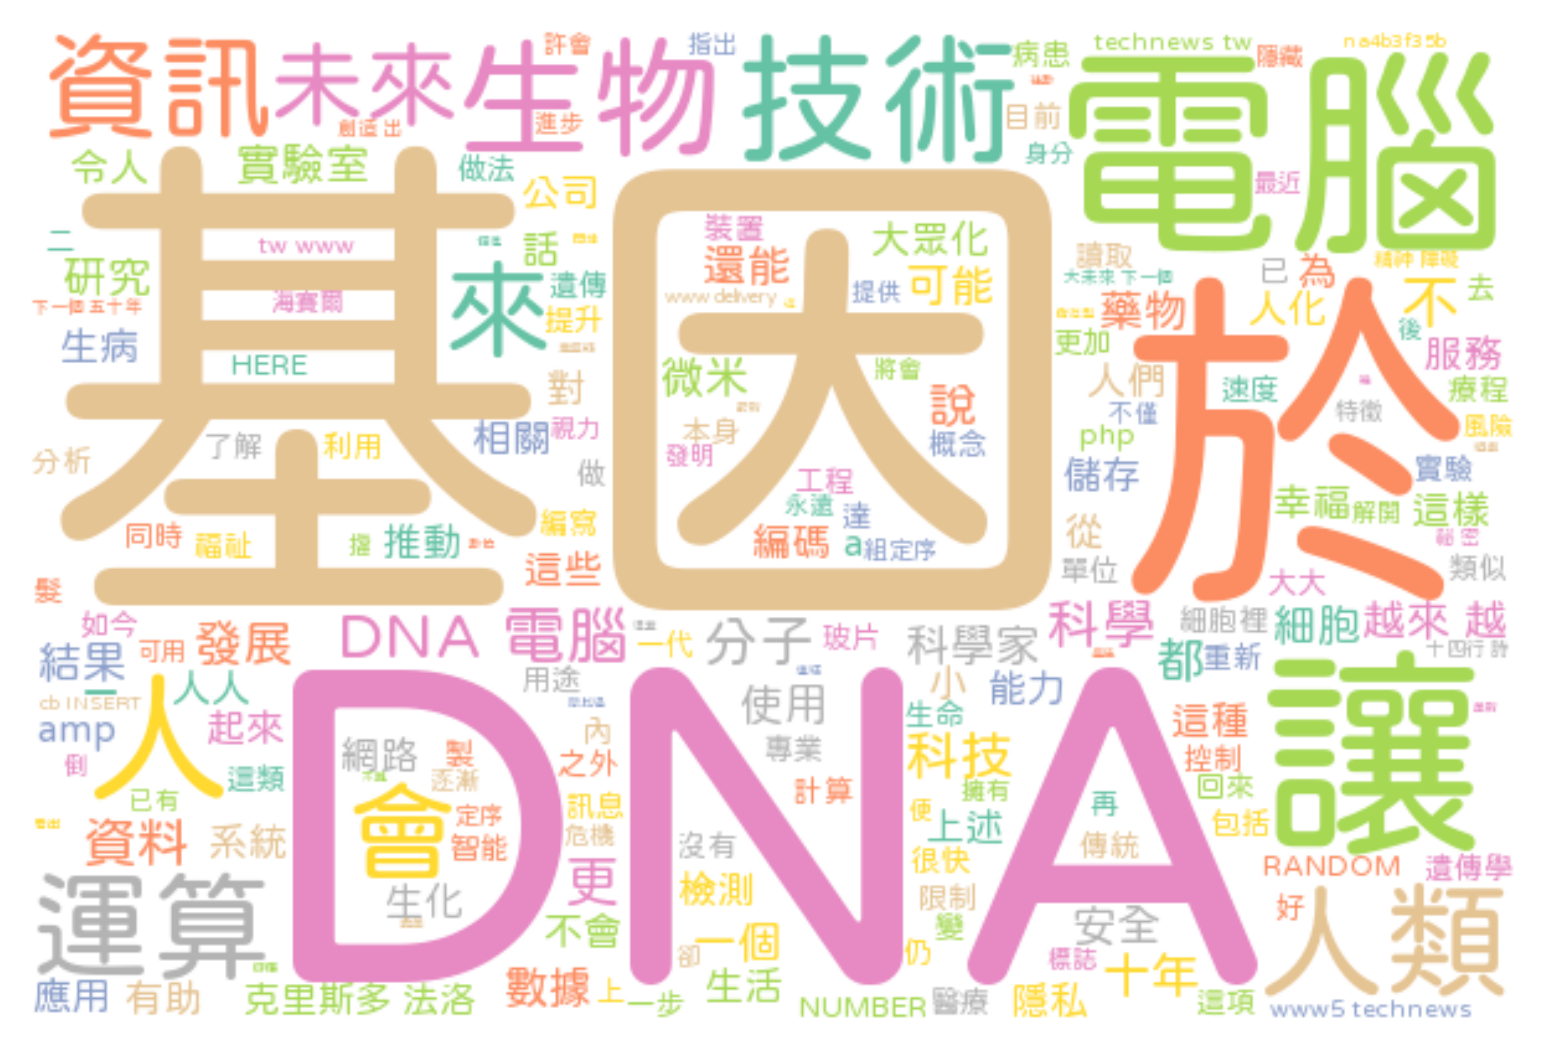 資訊 未來 生物 技術 電腦
許會 指出 病患 technews tw na4b3f35b
隱藏
創造出 進步 目前
身分 最近
令人 實驗室 做法 公司
二 tw www 話 裝置 大眾化 讀取 已 為 精神 障礙
研究 來 遺傳 還能 可能 大未來 下一個 人化 不 去
下一個 五十年 海賽爾 提升 www delivery 提供 藥物 後
生病 HERE 基因 更加 於 服務
對 微米 將會 人們 速度 療程
相關 視力 本身 說 不僅 特徵 風險
分析 了解 利用 做 發明 概念 php 實驗
工程 儲存
永遠 達 幸福 解開 這樣
同時 福祉 推動 編寫 編碼 a 組定序 從 秘密
這些 單位 大大 類似
髮
如今 可用 發展 DNA 電腦 一代 分子 玻片 科學家 科學 細胞裡 細胞 越來 越
結果 都 重新 十四行 詩
一 人人 用途 使用 小 能力
cb INSERT 人 DNA 生命 這種 讓
amp 起來 內
網路 製 之外 專業 科技 控制
倒 這類 逐漸 計算 擁有 再 回來
已有 會 定序 訊息 便 上述 包括
資料 系統 智能 危機 沒有 很快 傳統
RANDOM 遺傳學
運算 生化 更 檢測 限制 安全 好 人類
不會 一個 變
卻 仍 標誌 十年
應用 有助 克里斯多 法洛 數據 上 一步 生活 NUMBER 醫療 隱私 這項 www5 technews